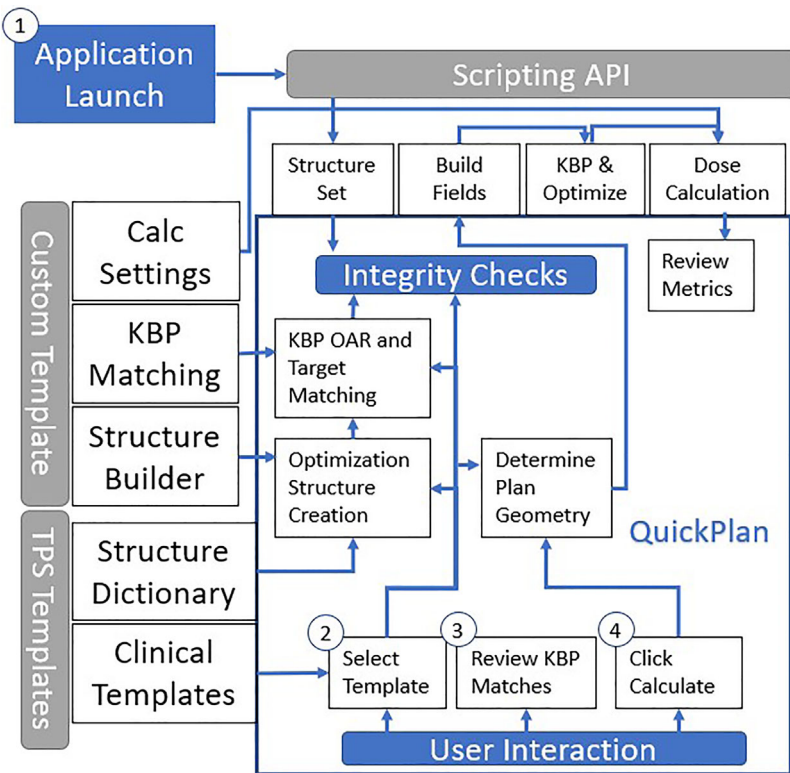 1
Application
Launch
Scripting API
Structure
Set
Build
Fields
KBP &
Optimize
Dose
Calculation
Custom Template
Calc
Settings
Integrity Checks
Review
Metrics
KBP
Matching
KBP OAR and
Target
Matching
Structure
Builder
Optimization
Structure
Creation
Determine
Plan
Geometry
QuickPlan
TPS Templates
Structure
Dictionary
Clinical
Templates
2
Select
Template
3
Review KBP
Matches
4
Click
Calculate
User Interaction